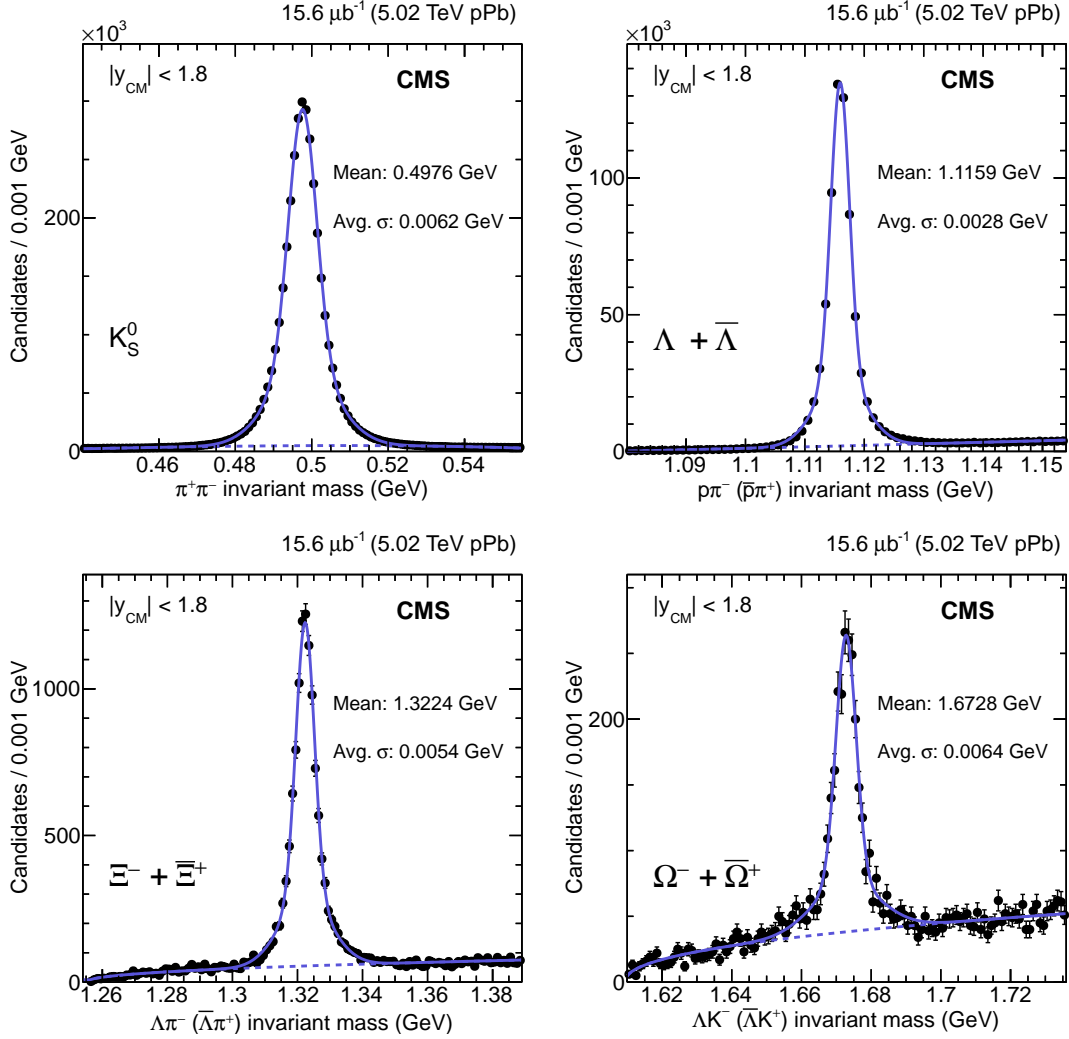 15.6 μb⁻¹ (5.02 TeV pPb)
×10³
|y_CM| < 1.8
CMS
Mean: 0.4976 GeV
Avg. σ: 0.0062 GeV
K⁰_S
Candidates / 0.001 GeV
200
0
0.46 0.48 0.5 0.52 0.54
π⁺π⁻ invariant mass (GeV)
15.6 μb⁻¹ (5.02 TeV pPb)
×10³
|y_CM| < 1.8
CMS
Mean: 1.1159 GeV
Avg. σ: 0.0028 GeV
Λ + Λ̅
Candidates / 0.001 GeV
100
50
0
1.09 1.1 1.11 1.12 1.13 1.14 1.15
pπ⁻ (p̅π⁺) invariant mass (GeV)
15.6 μb⁻¹ (5.02 TeV pPb)
|y_CM| < 1.8
CMS
Mean: 1.3224 GeV
Avg. σ: 0.0054 GeV
Ξ⁻ + Ξ̅⁺
Candidates / 0.001 GeV
1000
500
0
1.26 1.28 1.3 1.32 1.34 1.36 1.38
Λπ⁻ (Λ̅π⁺) invariant mass (GeV)
15.6 μb⁻¹ (5.02 TeV pPb)
|y_CM| < 1.8
CMS
Mean: 1.6728 GeV
Avg. σ: 0.0064 GeV
Ω⁻ + Ω̅⁺
Candidates / 0.001 GeV
200
0
1.62 1.64 1.66 1.68 1.7 1.72
ΛK⁻ (Λ̅K⁺) invariant mass (GeV)